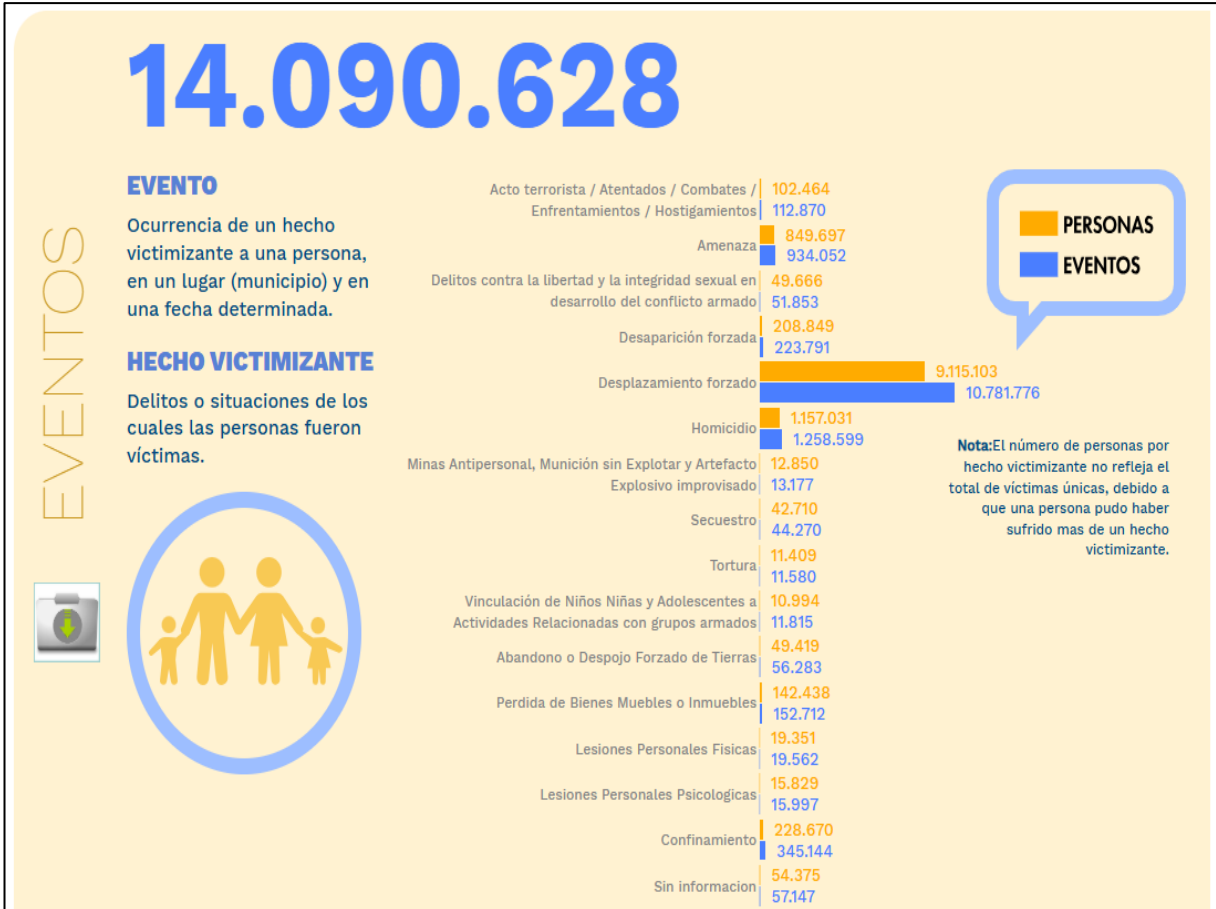 14.090.628
EVENTOS
EVENTO
Ocurrencia de un hecho
victimizante a una persona,
en un lugar (municipio) y en
una fecha determinada.
HECHO VICTIMIZANTE
Delitos o situaciones de los
cuales las personas fueron
víctimas.
Acto terrorista / Atentados / Combates /
Enfrentamientos / Hostigamientos
102.464
112.870
Amenaza
849.697
934.052
Delitos contra la libertad y la integridad sexual en
desarrollo del conflicto armado
49.666
51.853
Desaparición forzada
208.849
223.791
Desplazamiento forzado
9.115.103
10.781.776
Homicidio
1.157.031
1.258.599
Minas Antipersonal, Munición sin Explotar y Artefacto
Explosivo improvisado
12.850
13.177
Secuestro
42.710
44.270
Tortura
11.409
11.580
Vinculación de Niños Niñas y Adolescentes a
Actividades Relacionadas con grupos armados
10.994
11.815
Abandono o Despojo Forzado de Tierras
49.419
56.283
Perdida de Bienes Muebles o Inmuebles
142.438
152.712
Lesiones Personales Fisicas
19.351
19.562
Lesiones Personales Psicologicas
15.829
15.997
Confinamiento
228.670
345.144
Sin informacion
54.375
57.147
PERSONAS
EVENTOS
Nota:El número de personas por
hecho victimizante no refleja el
total de víctimas únicas, debido a
que una persona pudo haber
sufrido mas de un hecho
victimizante.